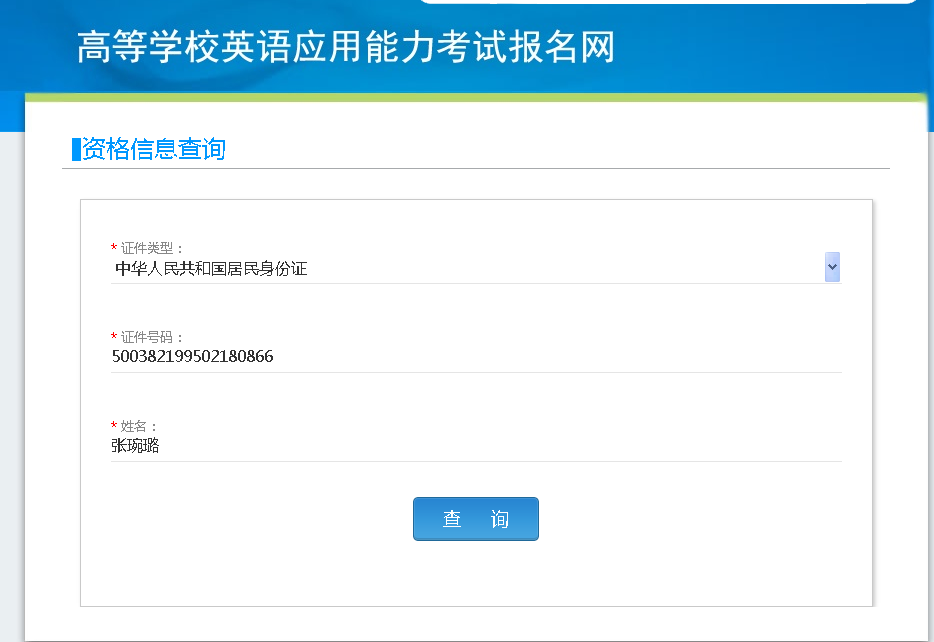 高等学校英语应用能力考试报名网
资格信息查询
* 证件类型：
中华人民共和国居民身份证
* 证件号码：
500382199502180866
* 姓名：
张琬璐
查 询